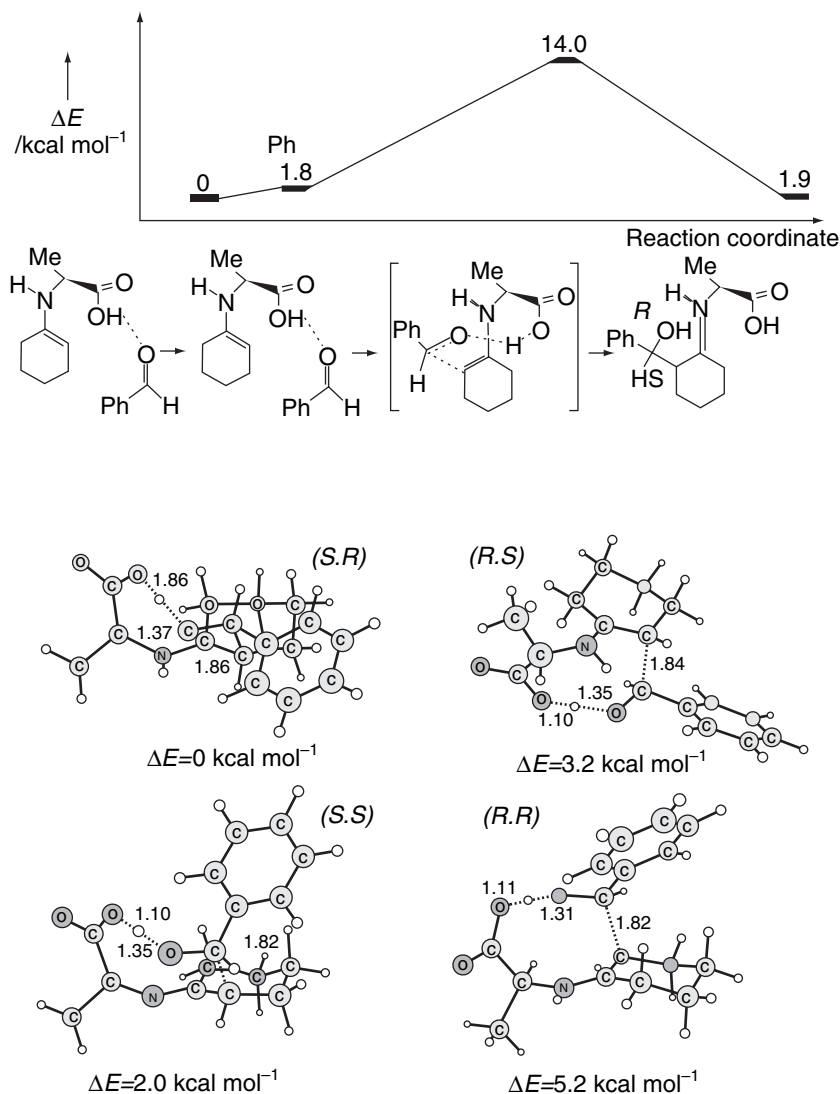 14.0
ΔE
/kcal mol⁻¹
Ph
0
1.8
1.9
Reaction coordinate
Me
H
N
O
OH
O
Ph
H
Me
H
N
O
OH
O
Ph
H
Me
H
N
O
Ph
O
H
O
H
Me
H
N
O
R
OH
OH
Ph
HS
(S.R)
O
O
1.86
C
C
C
1.37
N
1.86
C
ΔE=0 kcal mol⁻¹
(R.S)
C
C
N
O
C
O
1.84
1.35
1.10
O
C
ΔE=3.2 kcal mol⁻¹
(S.S)
O
O
1.10
1.35
O
C
1.82
N
C
ΔE=2.0 kcal mol⁻¹
(R.R)
1.11
O
1.31
C
1.82
O
C
N
C
ΔE=5.2 kcal mol⁻¹